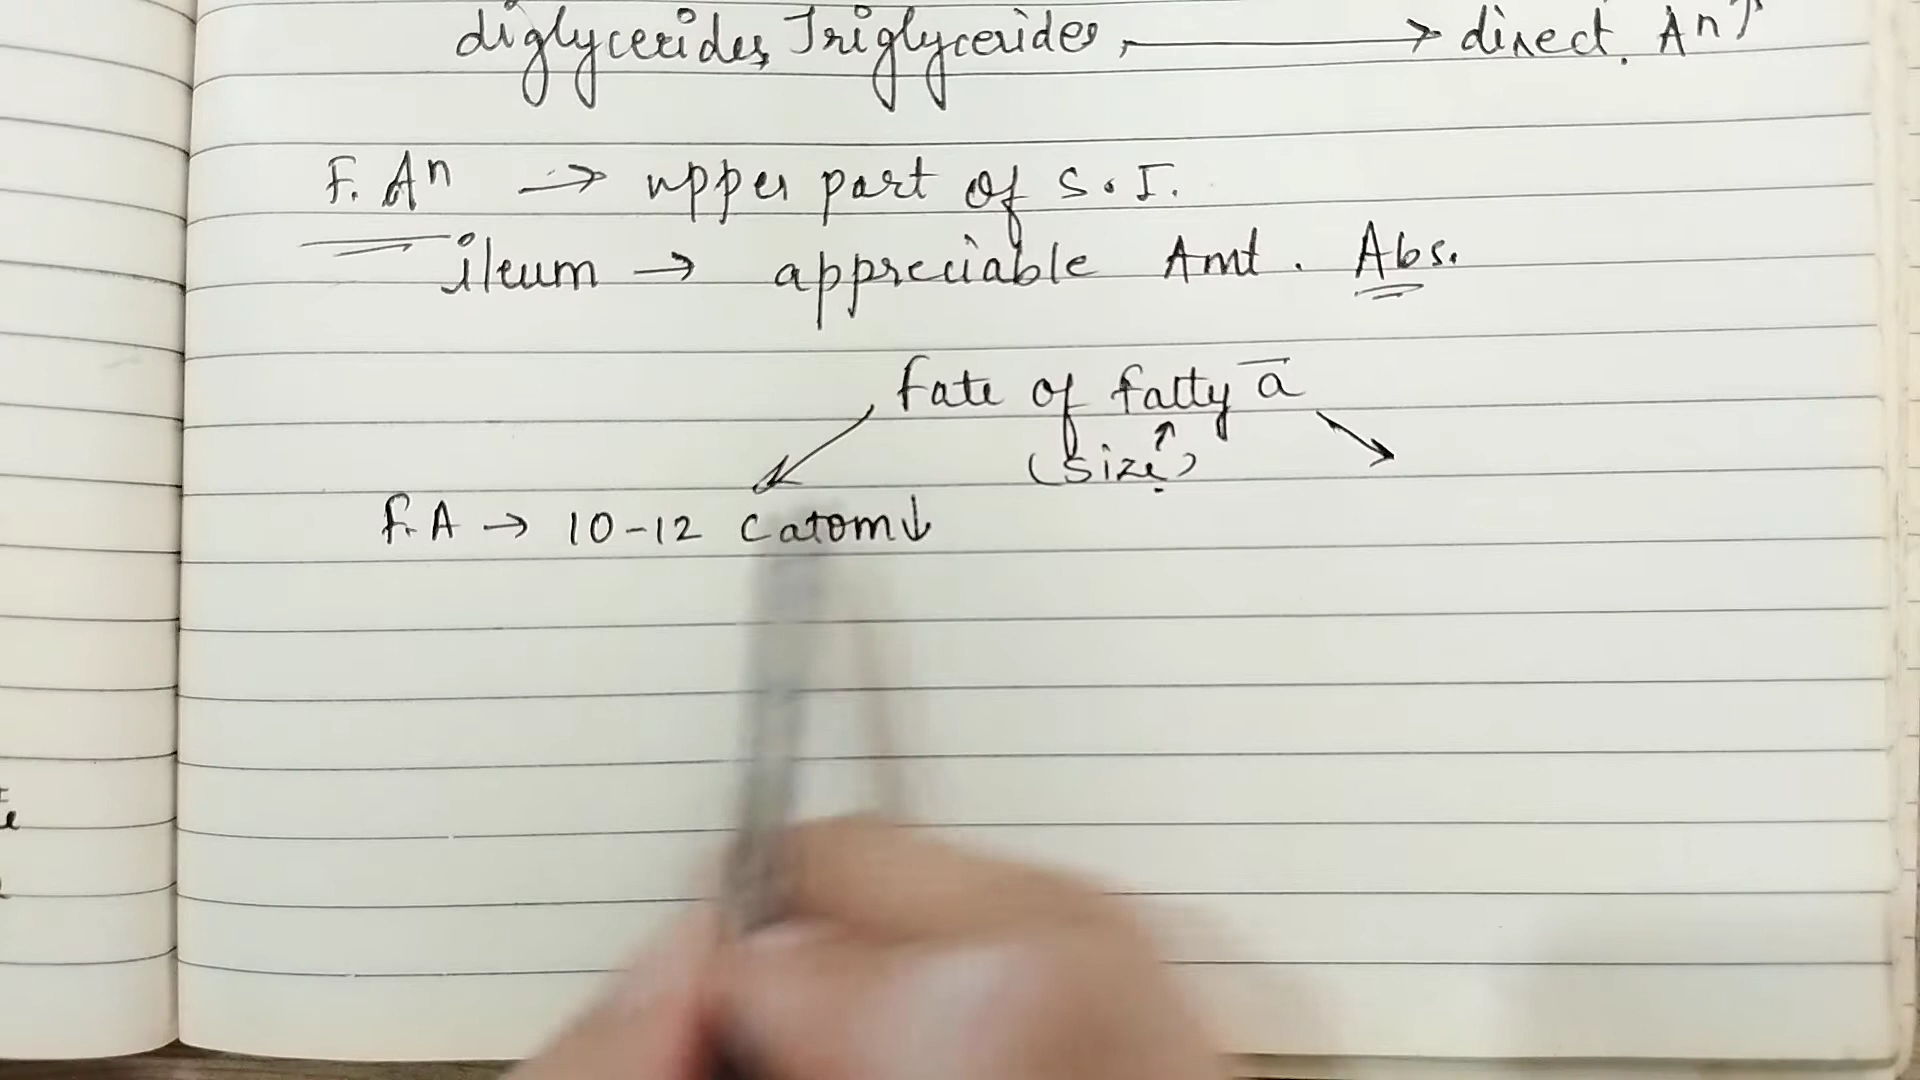 diglycerides, Triglycerides, → direct. An↑
F. Aⁿ → upper part of S.I.
ileum → appreciable Amt. Abs.
Fate of fatty a̅
(Size)↑
F.A → 10-12 C atom↓